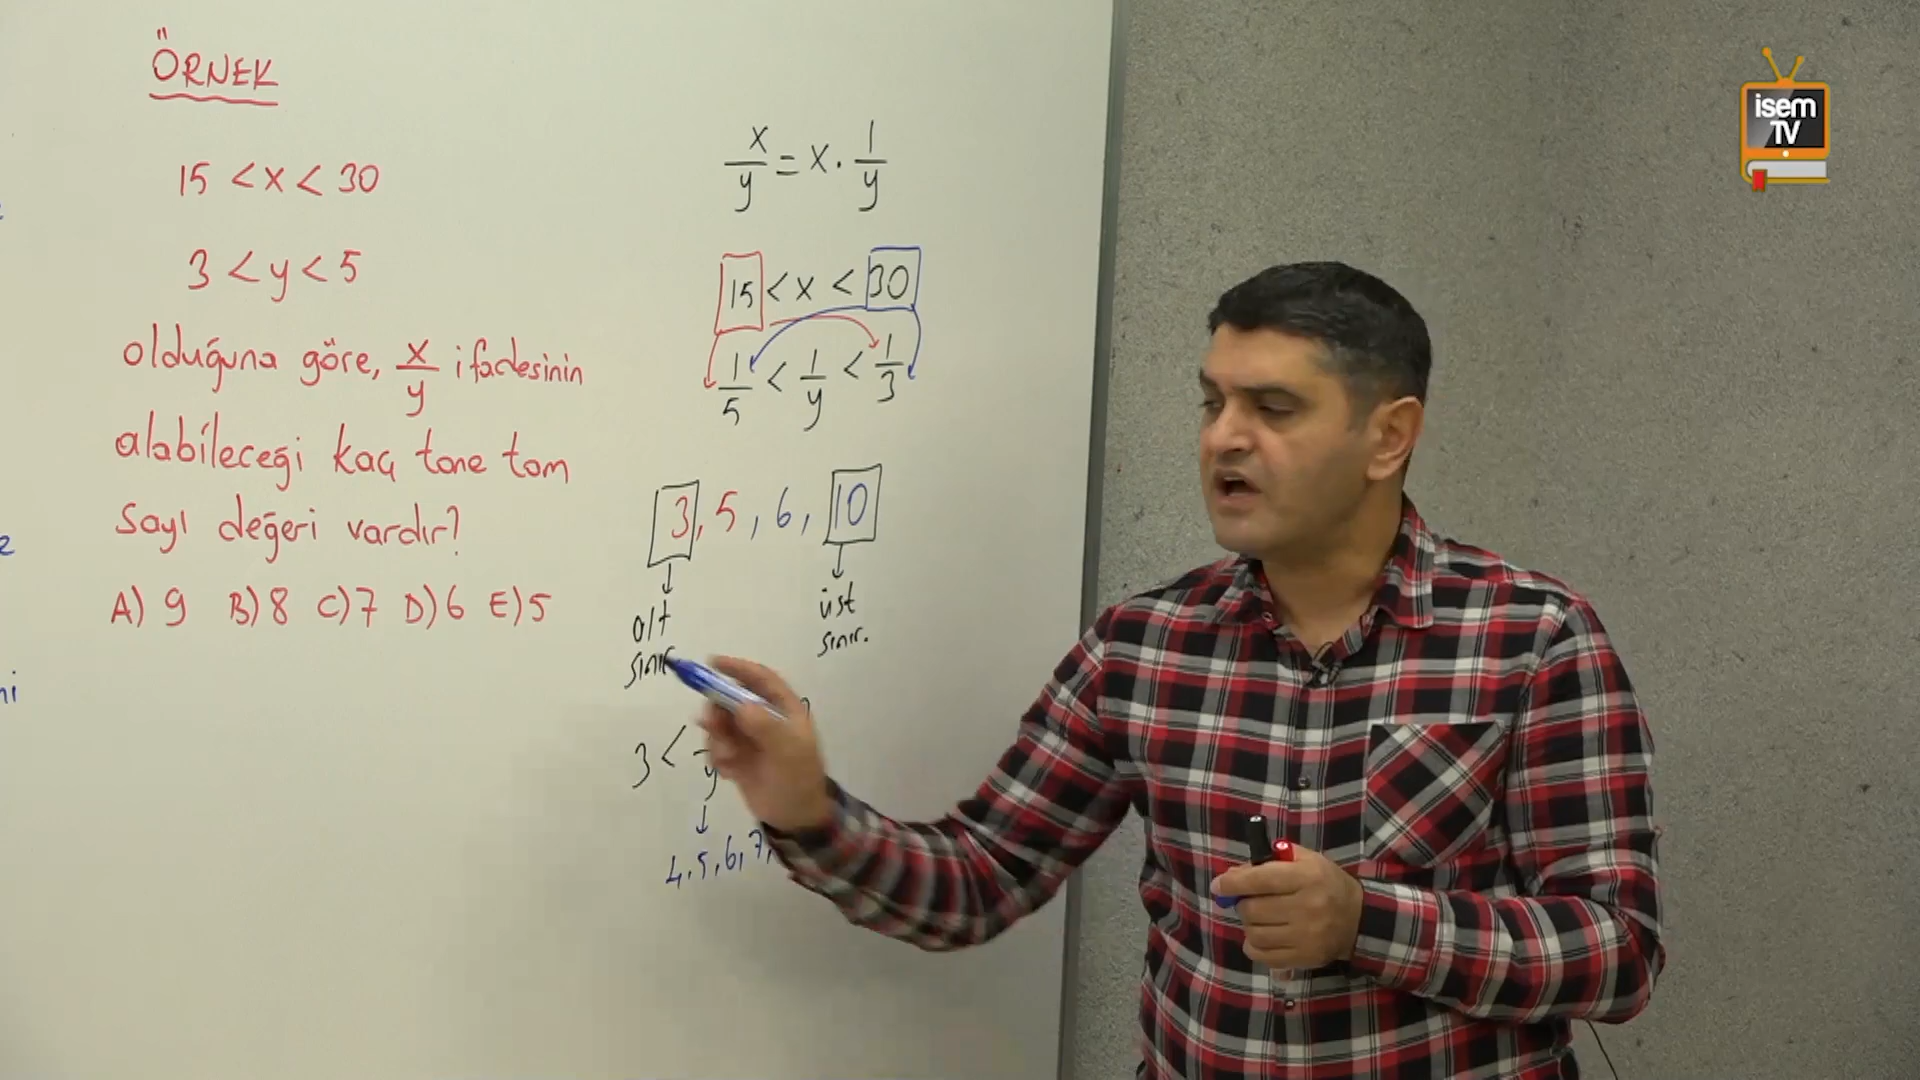 ÖRNEK
15 < x < 30
3 < y < 5
olduğuna göre, x/y ifadesinin
alabileceği kaç tane tam
sayı değeri vardır?
A) 9 B) 8 C) 7 D) 6 E) 5
x/y = x · 1/y
15 < x < 30
1/5 < 1/y < 1/3
3, 5, 6, 10
alt
sınır
üst
sınır.
3 < y
4, 5, 6, 7,
isem
TV